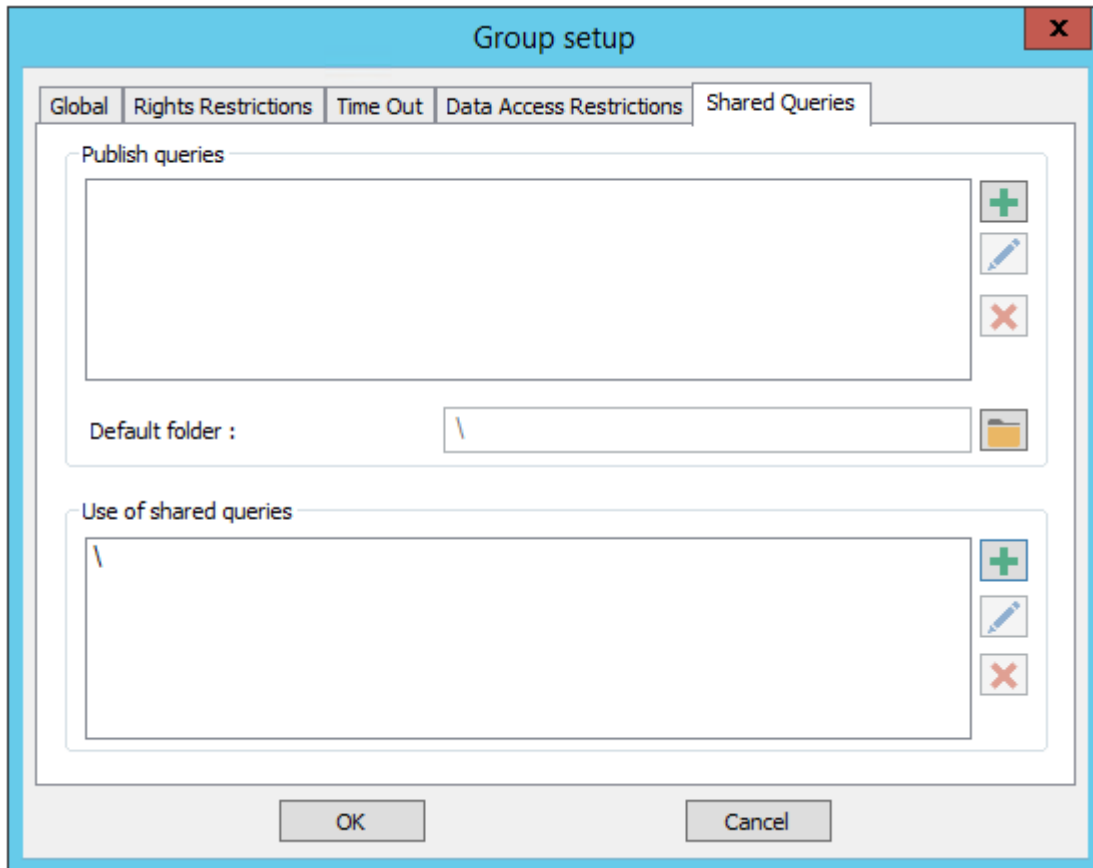 Group setup
x
Global Rights Restrictions Time Out Data Access Restrictions Shared Queries
Publish queries
Default folder : \
Use of shared queries
\
OK Cancel